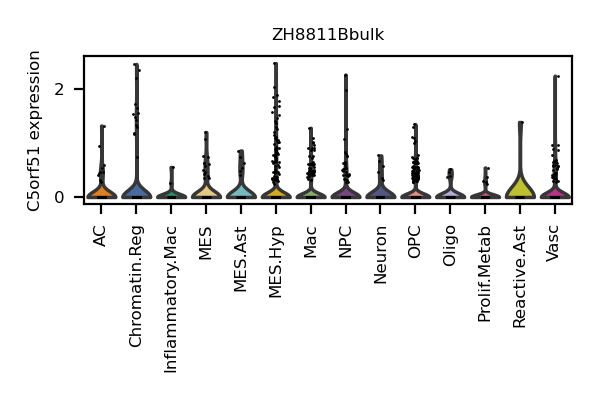 ZH8811Bbulk
C5orf51 expression
2
0
AC
Chromatin.Reg
Inflammatory.Mac
MES
MES.Ast
MES.Hyp
Mac
NPC
Neuron
OPC
Oligo
Prolif.Metab
Reactive.Ast
Vasc